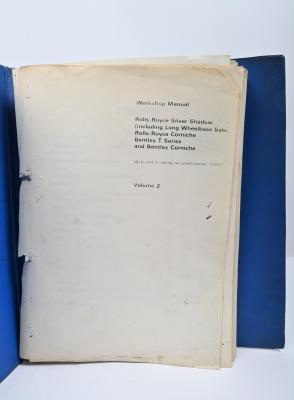 Workshop Manual
Rolls-Royce Silver Shadow
(including Long Wheelbase Saloon
Rolls-Royce Corniche
Bentley T Series
and Bentley Corniche
Volume 2